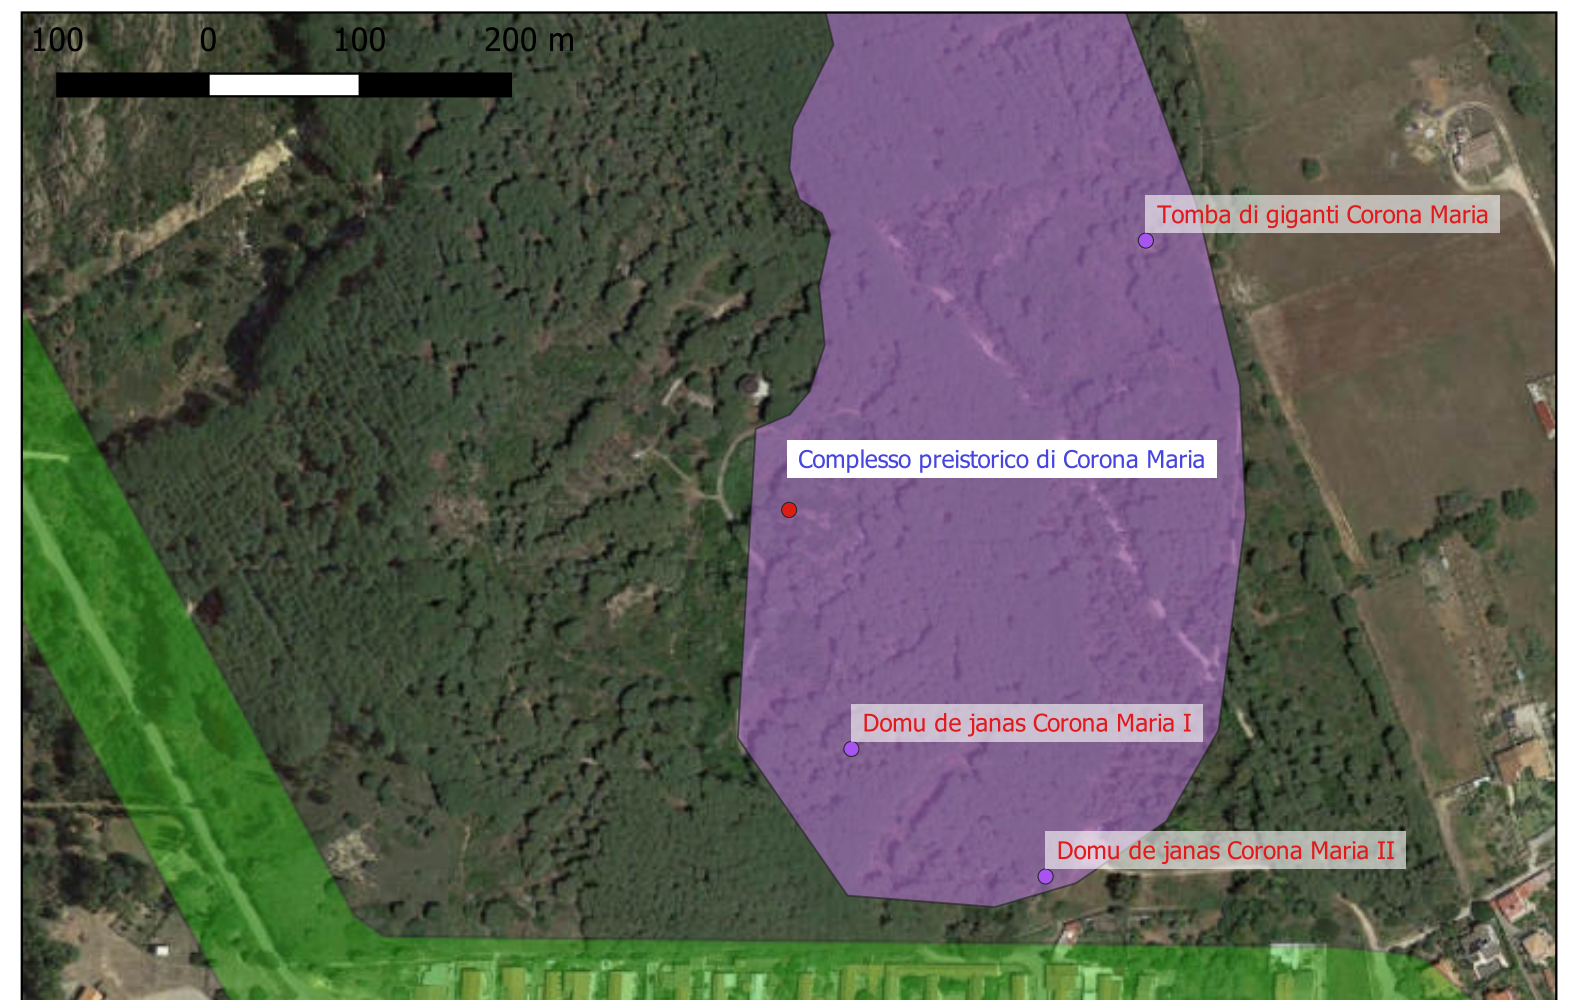 100 0 100 200 m
Tomba di giganti Corona Maria
Complesso preistorico di Corona Maria
Domu de janas Corona Maria I
Domu de janas Corona Maria II